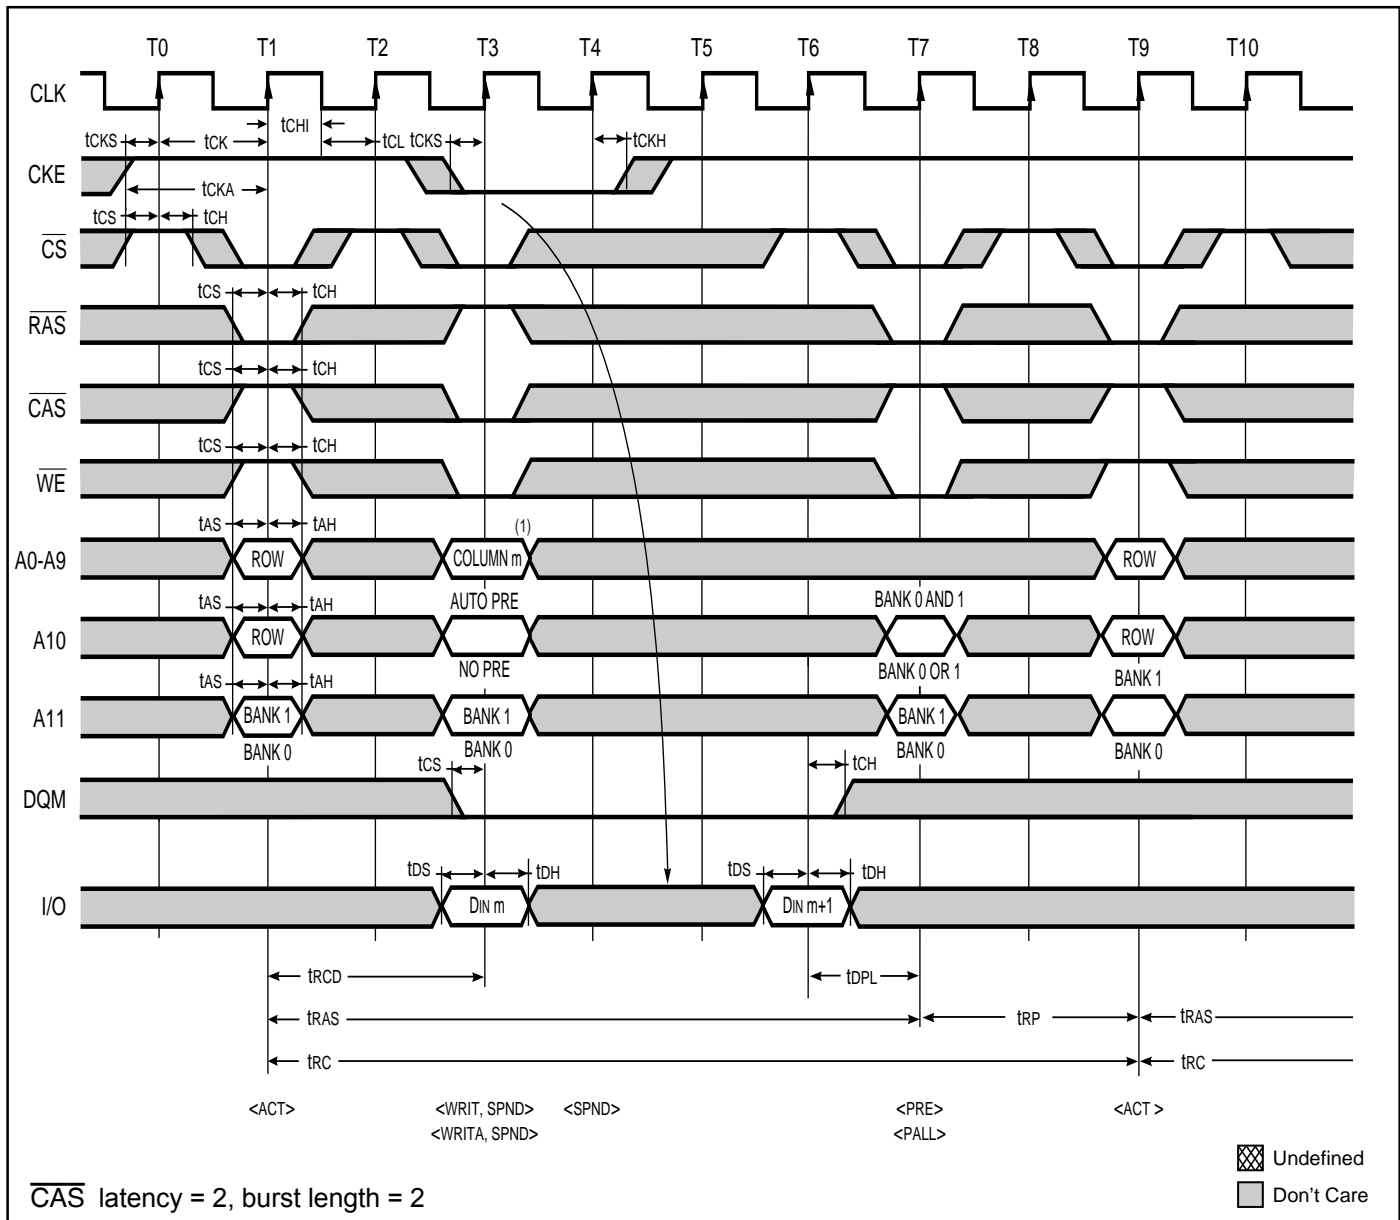 T0 T1 T2 T3 T4 T5 T6 T7 T8 T9 T10
CLK
tCHI
tCKS tCK tCL tCKS tCKH
CKE
tCKA
tCS tCH
CS
tCS tCH
RAS
tCS tCH
CAS
tCS tCH
WE
tAS tAH (1)
A0-A9 ROW COLUMN m ROW
tAS tAH AUTO PRE BANK 0 AND 1
A10 ROW ROW
tAS tAH NO PRE BANK 0 OR 1 BANK 1
A11 BANK 1 BANK 1 BANK 1
BANK 0 BANK 0 BANK 0 BANK 0
tCS tCH
DQM
tDS tDH tDS tDH
I/O DIN m DIN m+1
tRCD tDPL
tRAS tRP tRAS
tRC tRC
<ACT> <WRIT, SPND> <SPND> <PRE> <ACT >
<WRITA, SPND> <PALL>
Undefined
CAS latency = 2, burst length = 2 Don't Care